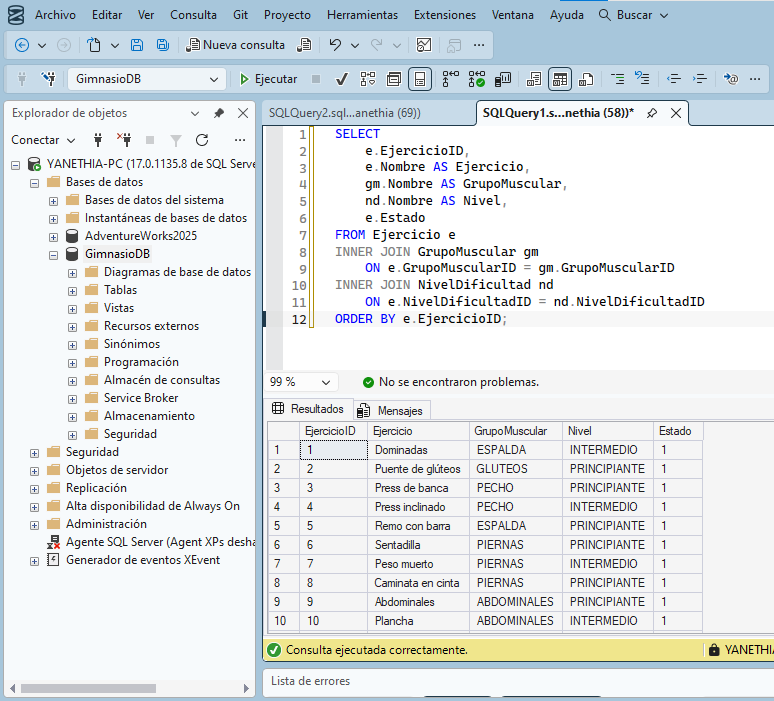 Archivo Editar Ver Consulta Git Proyecto Herramientas Extensiones Ventana Ayuda Buscar
Nueva consulta
GimnasioDB Ejecutar
Explorador de objetos
Conectar
YANETHIA-PC (17.0.1135.8 de SQL Serve
Bases de datos
Bases de datos del sistema
Instantáneas de bases de datos
AdventureWorks2025
GimnasioDB
Diagramas de base de datos
Tablas
Vistas
Recursos externos
Sinónimos
Programación
Almacén de consultas
Service Broker
Almacenamiento
Seguridad
Seguridad
Objetos de servidor
Replicación
Alta disponibilidad de Always On
Administración
Agente SQL Server (Agent XPs desha
Generador de eventos XEvent
SQLQuery2.sql...anethia (69)) SQLQuery1.s...nethia (58))*
1 SELECT
2 e.EjercicioID,
3 e.Nombre AS Ejercicio,
4 gm.Nombre AS GrupoMuscular,
5 nd.Nombre AS Nivel,
6 e.Estado
7 FROM Ejercicio e
8 INNER JOIN GrupoMuscular gm
9 ON e.GrupoMuscularID = gm.GrupoMuscularID
10 INNER JOIN NivelDificultad nd
11 ON e.NivelDificultadID = nd.NivelDificultadID
12 ORDER BY e.EjercicioID;
99 % No se encontraron problemas.
Resultados Mensajes
EjercicioID Ejercicio GrupoMuscular Nivel Estado
1 1 Dominadas ESPALDA INTERMEDIO 1
2 2 Puente de glúteos GLUTEOS PRINCIPIANTE 1
3 3 Press de banca PECHO PRINCIPIANTE 1
4 4 Press inclinado PECHO INTERMEDIO 1
5 5 Remo con barra ESPALDA PRINCIPIANTE 1
6 6 Sentadilla PIERNAS PRINCIPIANTE 1
7 7 Peso muerto PIERNAS INTERMEDIO 1
8 8 Caminata en cinta PIERNAS PRINCIPIANTE 1
9 9 Abdominales ABDOMINALES PRINCIPIANTE 1
10 10 Plancha ABDOMINALES INTERMEDIO 1
Consulta ejecutada correctamente. YANETHIA
Lista de errores